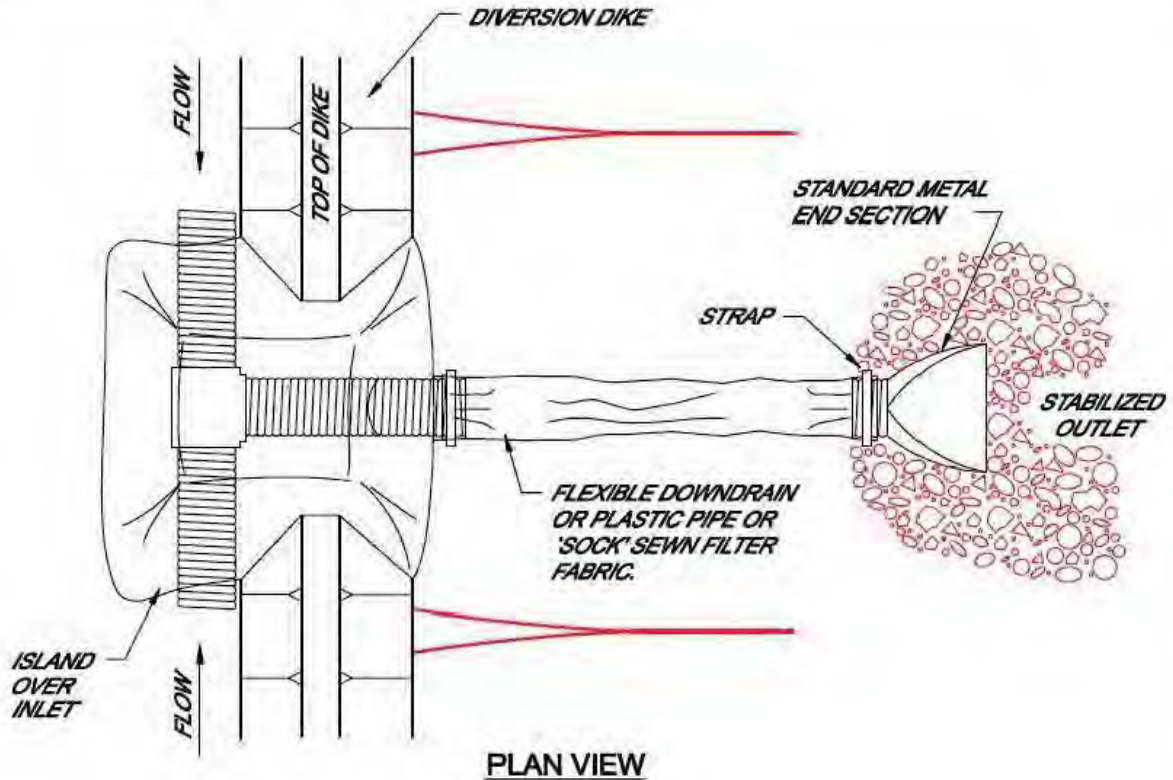 DIVERSION DIKE
FLOW
TOP OF DIKE
STANDARD METAL
END SECTION
STRAP
STABILIZED
OUTLET
FLEXIBLE DOWNDRAIN
OR PLASTIC PIPE OR
'SOCK' SEWN FILTER
FABRIC.
ISLAND
OVER
INLET
FLOW
PLAN VIEW